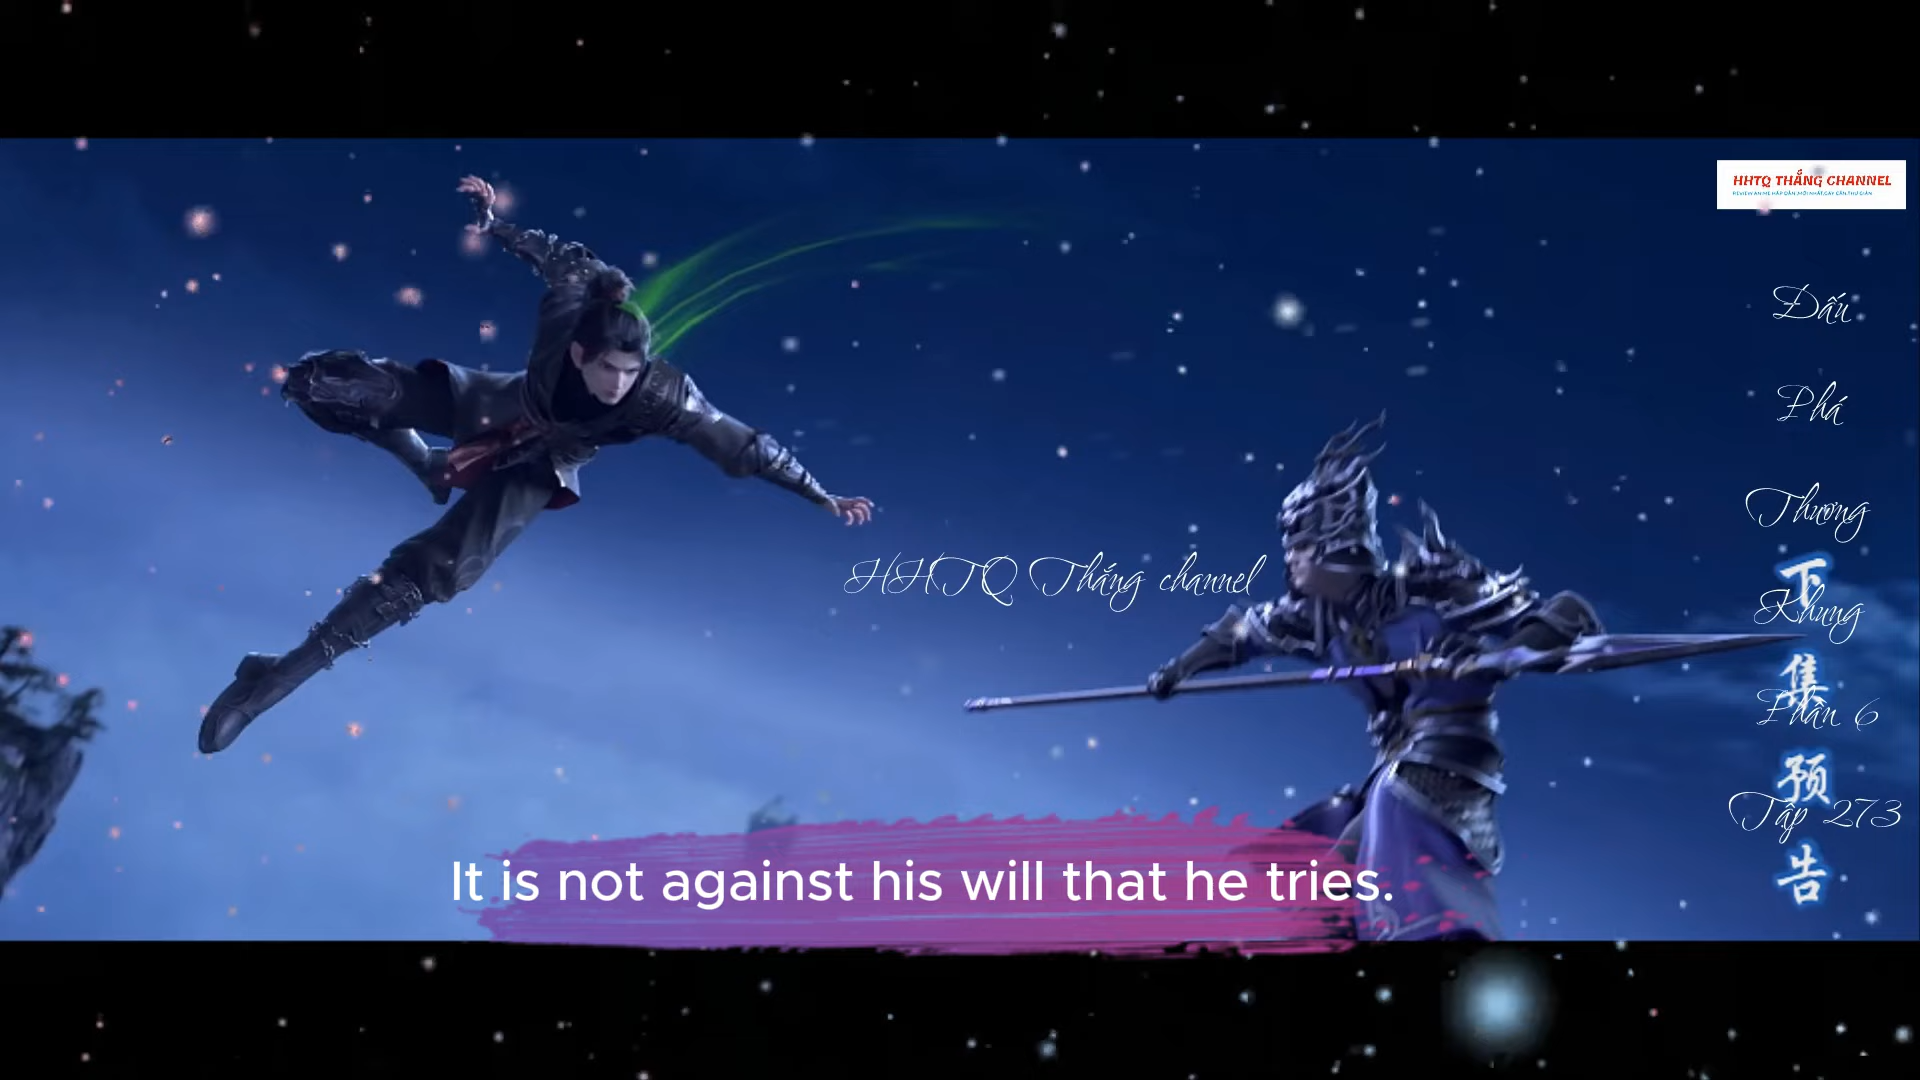 HHTQ THẮNG CHANNEL
Đấu
Phá
Thương
Khung
Phần 6
Tập 273
下集预告
HHTQ Thắng channel
It is not against his will that he tries.